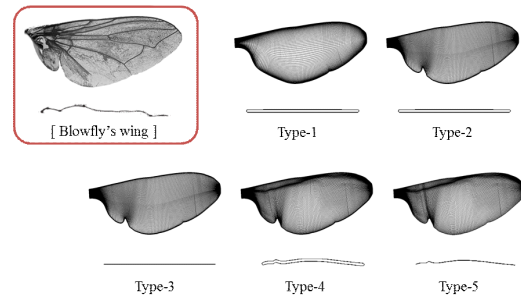 [ Blowfly's wing ]
Type-1
Type-2
Type-3
Type-4
Type-5